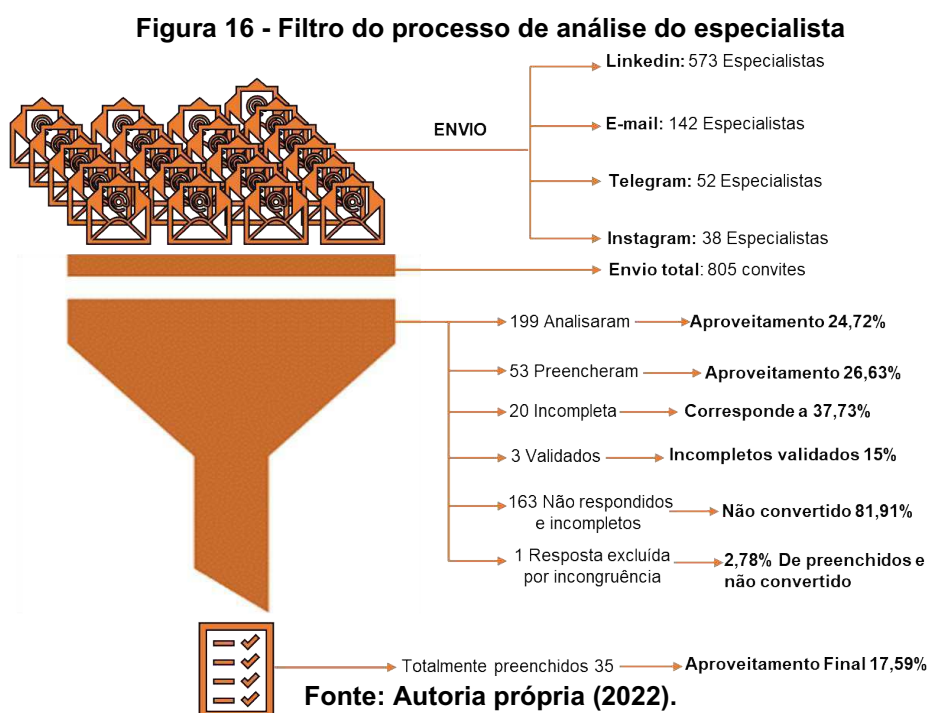 Figura 16 - Filtro do processo de análise do especialista
Linkedin: 573 Especialistas
ENVIO
E-mail: 142 Especialistas
Telegram: 52 Especialistas
Instagram: 38 Especialistas
Envio total: 805 convites
199 Analisaram Aproveitamento 24,72%
53 Preencheram Aproveitamento 26,63%
20 Incompleta Corresponde a 37,73%
3 Validados Incompletos validados 15%
163 Não respondidos
e incompletos
Não convertido 81,91%
1 Resposta excluída
por incongruência
2,78% De preenchidos e
não convertido
Totalmente preenchidos 35 Aproveitamento Final 17,59%
Fonte: Autoria própria (2022).